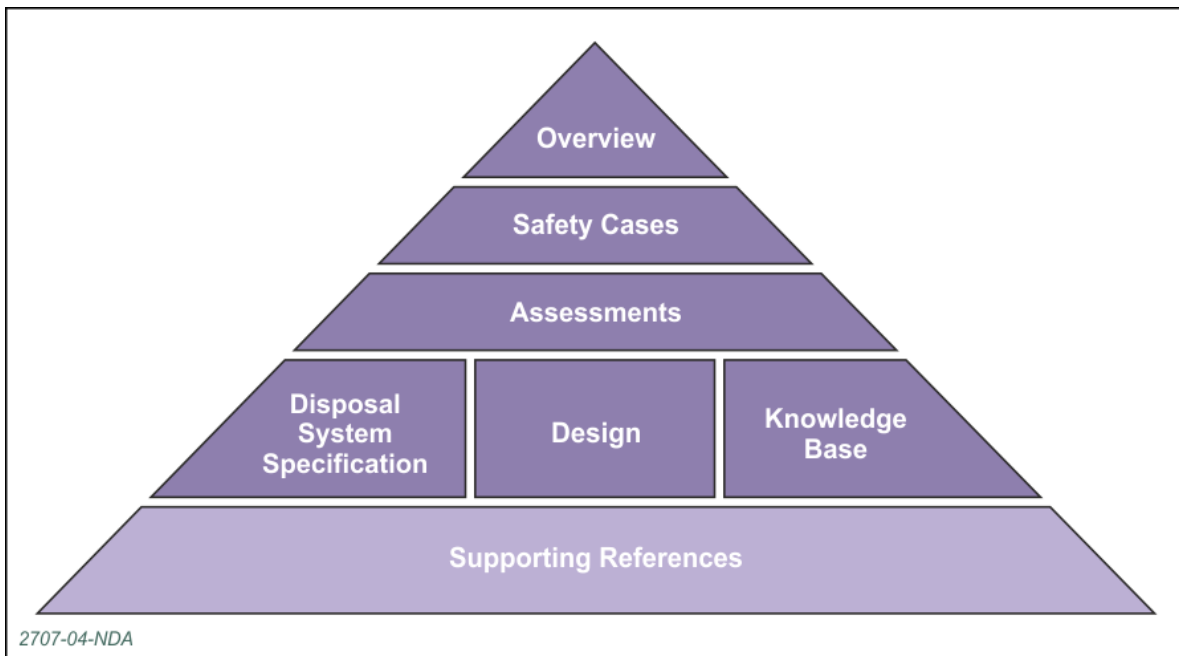 Overview
Safety Cases
Assessments
Disposal
System
Specification
Design
Knowledge
Base
Supporting References
2707-04-NDA